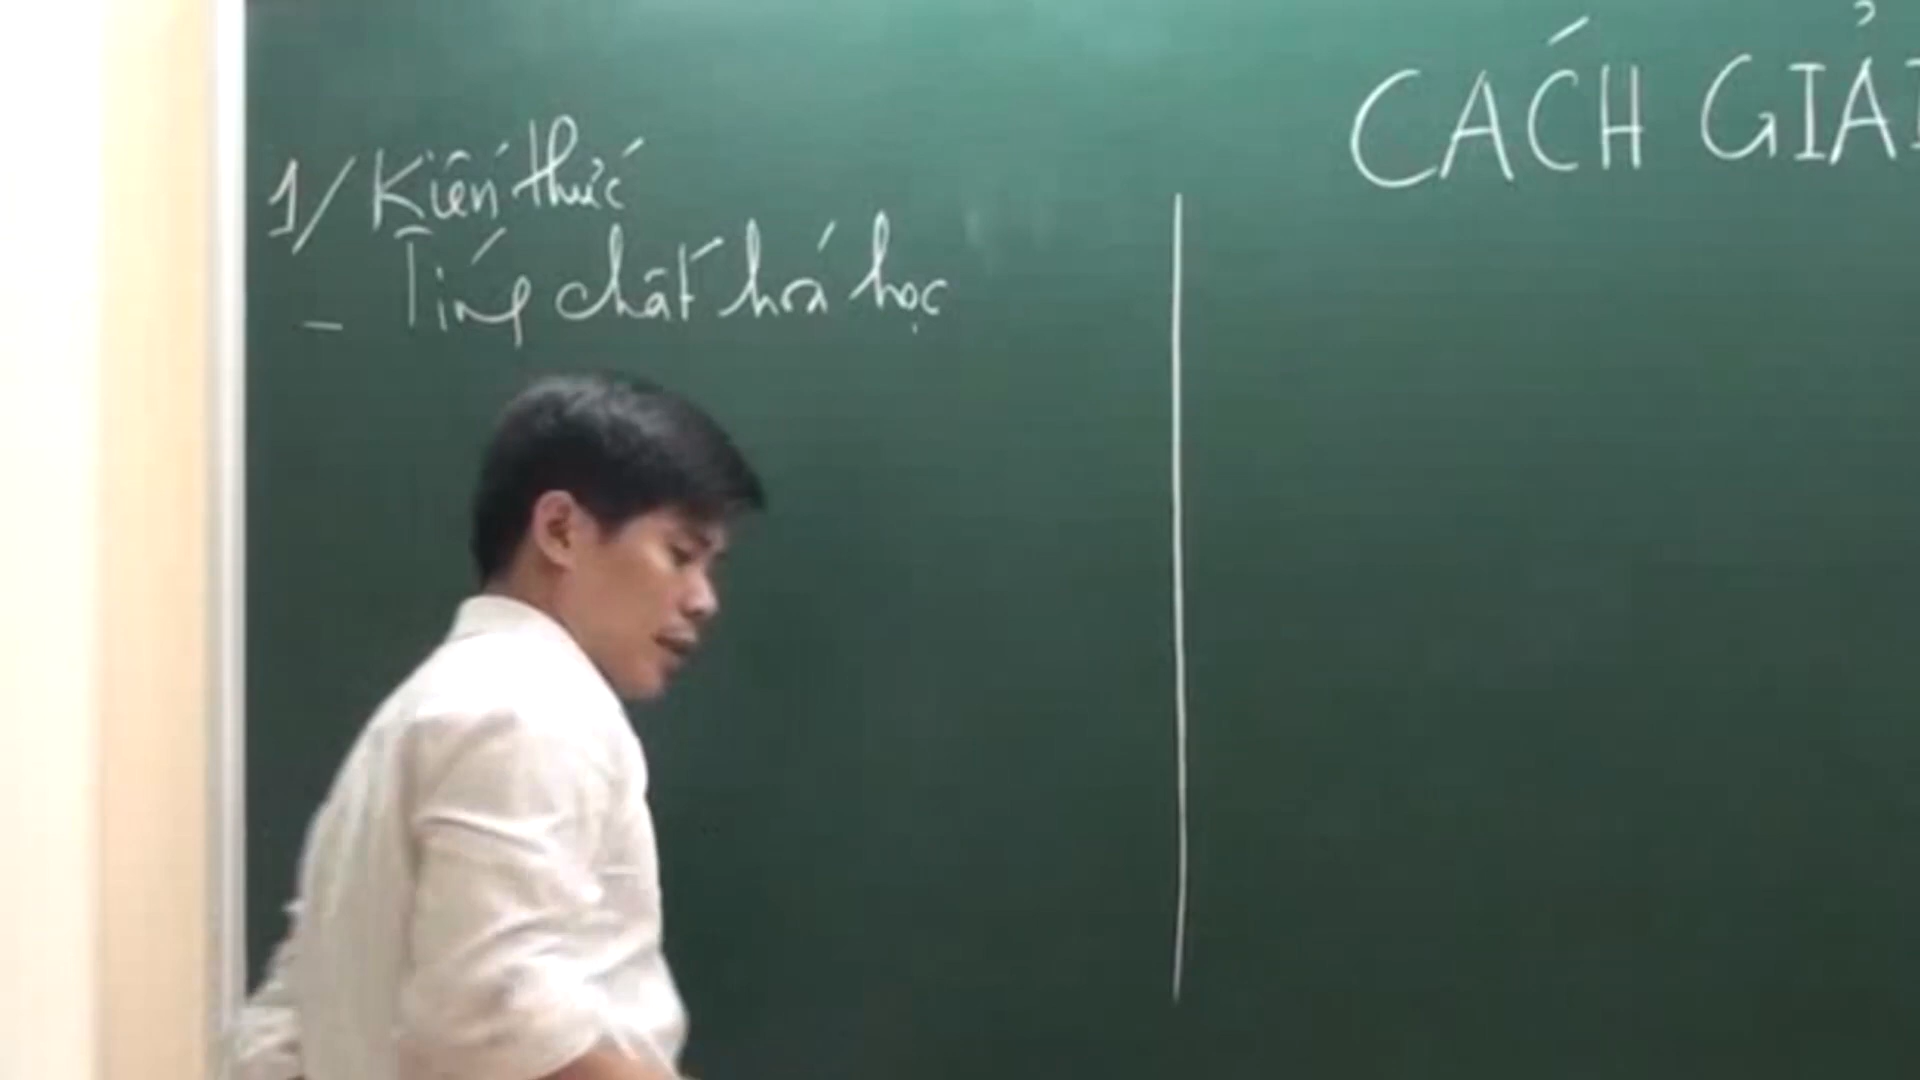 CÁCH GIẢI
1/ Kiến thức
- Tính chất hoá học